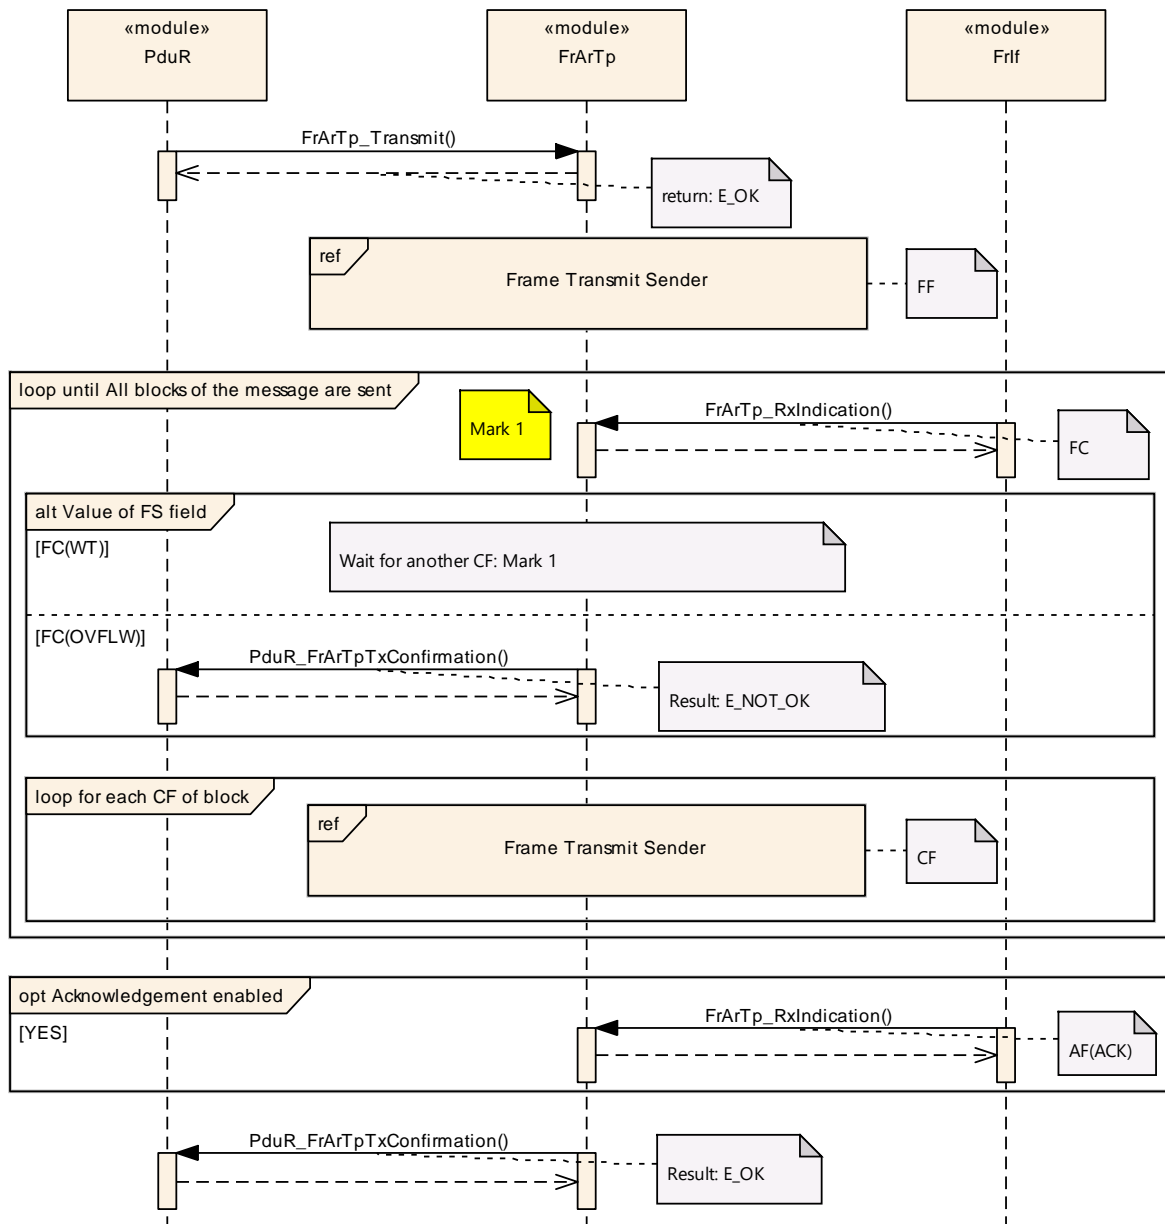 «module»
PduR
«module»
FrArTp
«module»
FrIf
FrArTp_Transmit()
return: E_OK
ref
Frame Transmit Sender
FF
loop until All blocks of the message are sent
Mark 1
FrArTp_RxIndication()
FC
alt Value of FS field
[FC(WT)]
Wait for another CF: Mark 1
[FC(OVFLW)]
PduR_FrArTpTxConfirmation()
Result: E_NOT_OK
loop for each CF of block
ref
Frame Transmit Sender
CF
opt Acknowledgement enabled
[YES]
FrArTp_RxIndication()
AF(ACK)
PduR_FrArTpTxConfirmation()
Result: E_OK